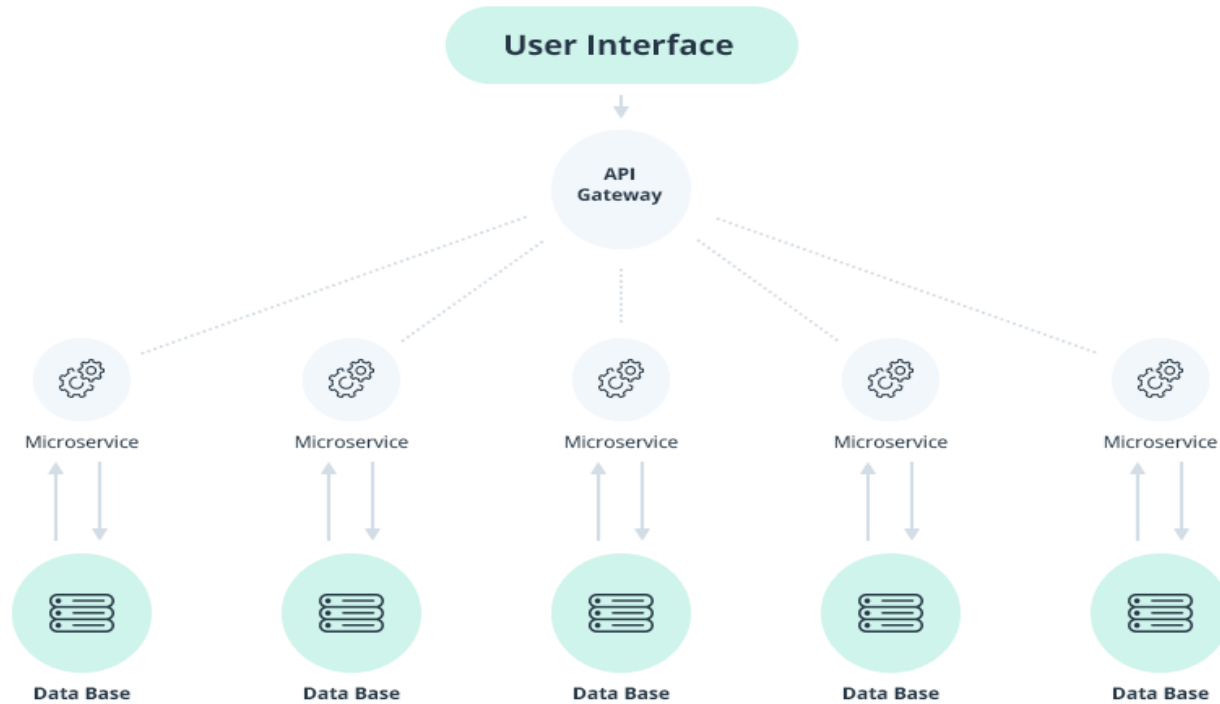 User Interface
API
Gateway
Microservice
Microservice
Microservice
Microservice
Microservice
Data Base
Data Base
Data Base
Data Base
Data Base